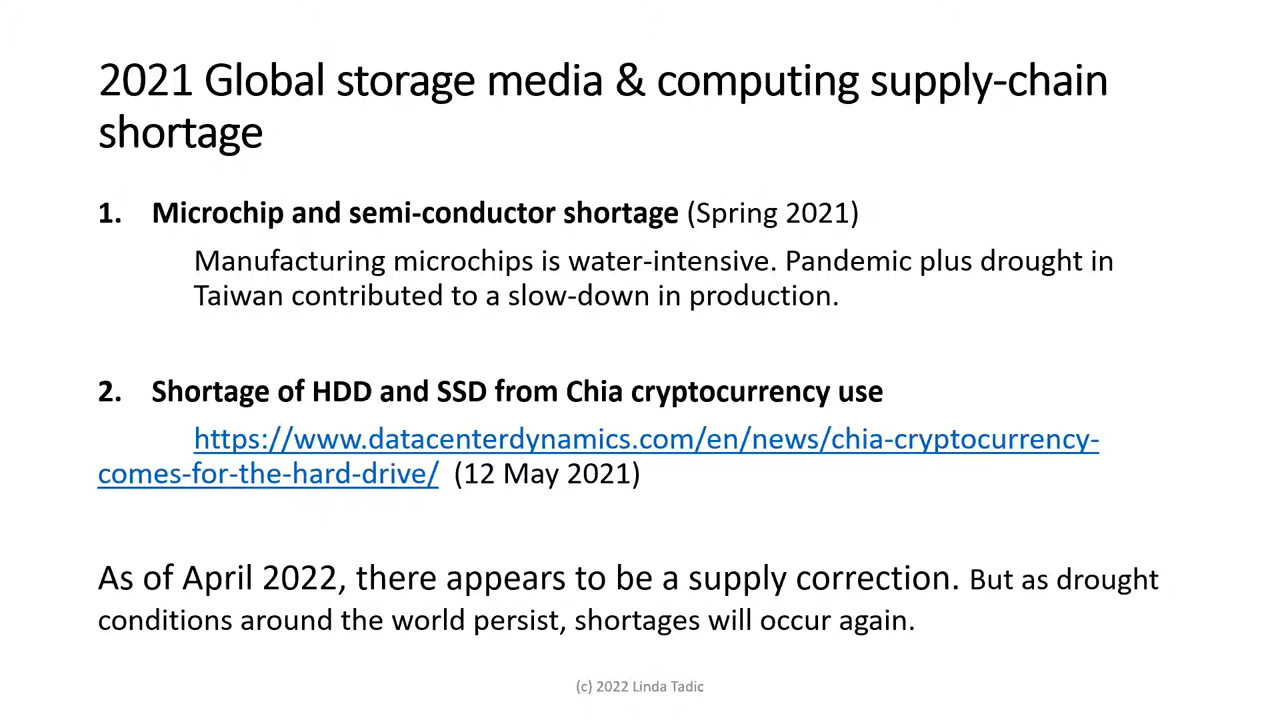 2021 Global storage media & computing supply-chain
shortage
1. Microchip and semi-conductor shortage (Spring 2021)
Manufacturing microchips is water-intensive. Pandemic plus drought in
Taiwan contributed to a slow-down in production.
2. Shortage of HDD and SSD from Chia cryptocurrency use
https://www.datacenterdynamics.com/en/news/chia-cryptocurrency-
comes-for-the-hard-drive/ (12 May 2021)
As of April 2022, there appears to be a supply correction. But as drought
conditions around the world persist, shortages will occur again.
(c) 2022 Linda Tadic